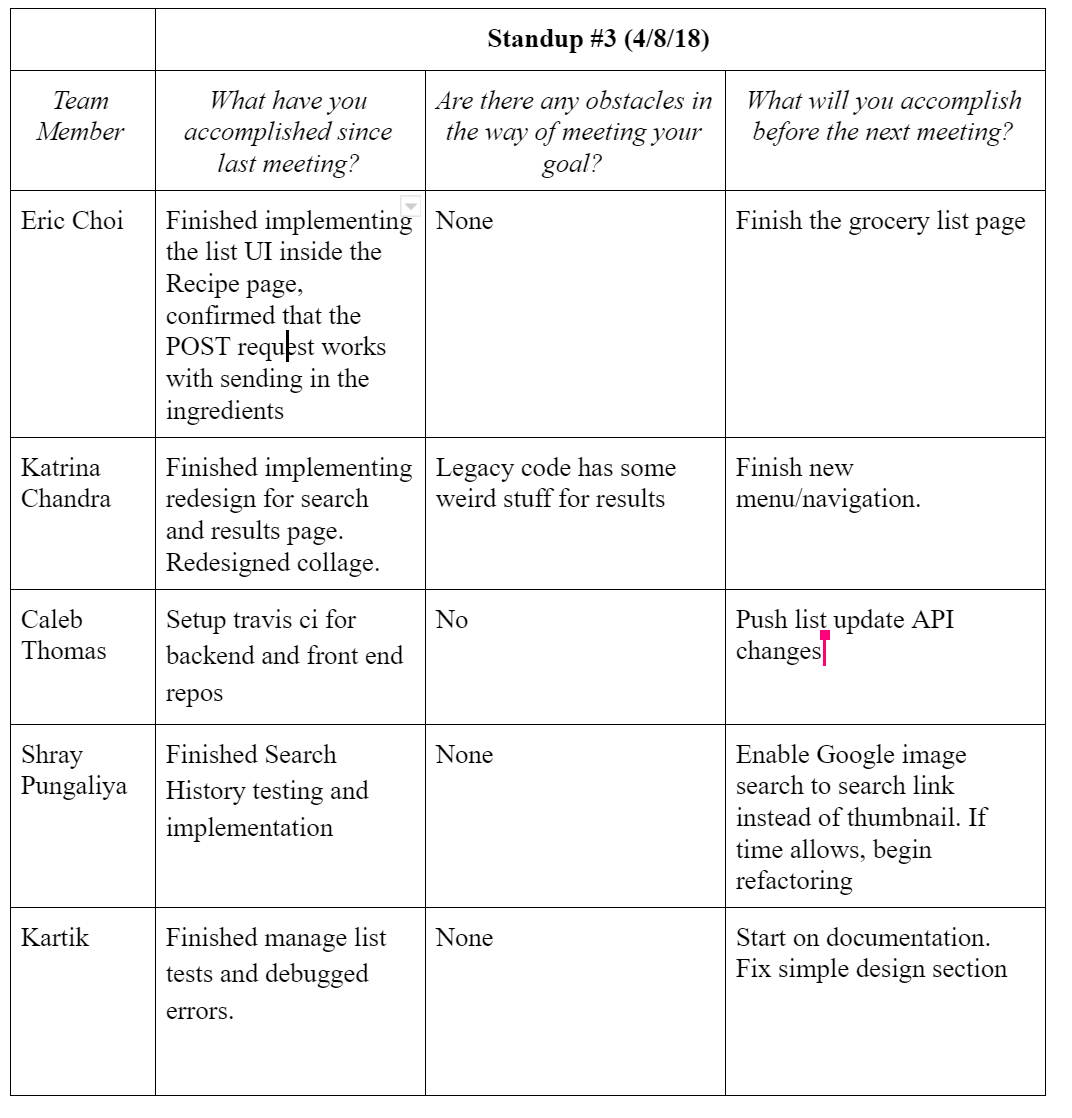 Standup #3 (4/8/18)
Team
Member
What have you
accomplished since
last meeting?
Are there any obstacles in
the way of meeting your
goal?
What will you accomplish
before the next meeting?
Eric Choi
Finished implementing
the list UI inside the
Recipe page,
confirmed that the
POST request works
with sending in the
ingredients
None
Finish the grocery list page
Katrina
Chandra
Finished implementing
redesign for search
and results page.
Redesigned collage.
Legacy code has some
weird stuff for results
Finish new
menu/navigation.
Caleb
Thomas
Setup travis ci for
backend and front end
repos
No
Push list update API
changes
Shray
Pungaliya
Finished Search
History testing and
implementation
None
Enable Google image
search to search link
instead of thumbnail. If
time allows, begin
refactoring
Kartik
Finished manage list
tests and debugged
errors.
None
Start on documentation.
Fix simple design section